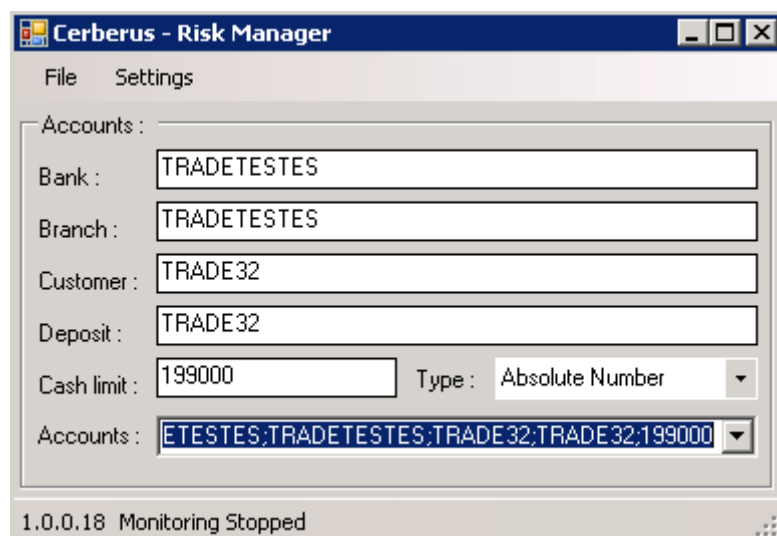 Cerberus - Risk Manager
File Settings
Accounts :
Bank : TRADETESTES
Branch : TRADETESTES
Customer : TRADE32
Deposit : TRADE32
Cash limit : 199000 Type : Absolute Number
Accounts : ETESTES;TRADETESTES;TRADE32;TRADE32;199000
1.0.0.18 Monitoring Stopped